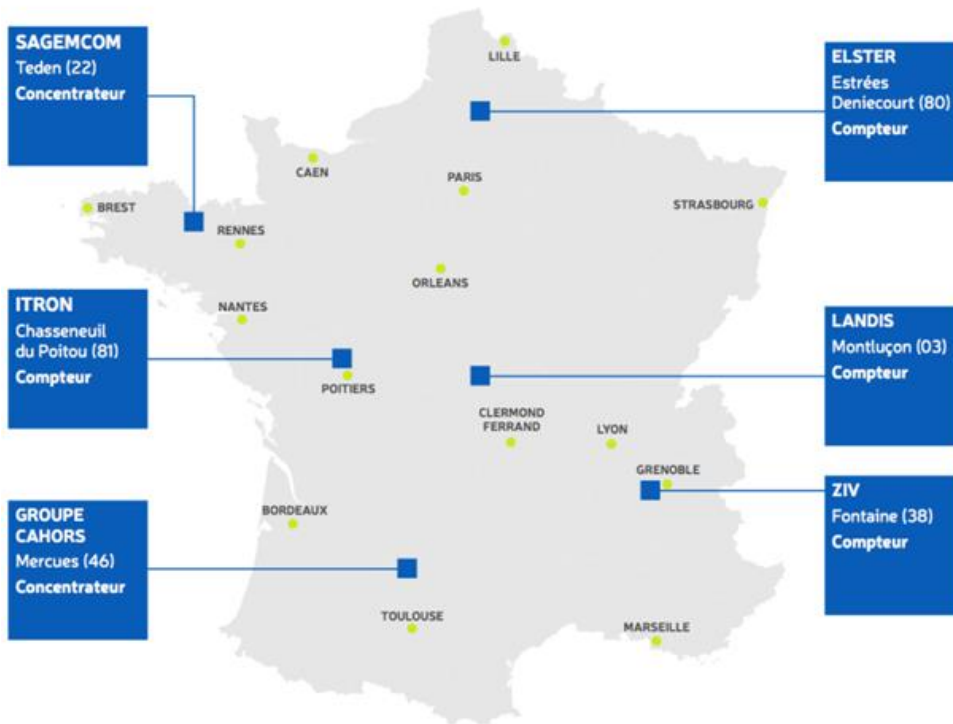 SAGEMCOM
Teden (22)
Concentrateur
ELSTER
Estrées
Deniecourt (80)
Compteur
LILLE
CAEN
PARIS
STRASBOURG
BREST
RENNES
ORLEANS
ITRON
Chasseneuil
du Poitou (81)
Compteur
NANTES
POITIERS
LANDIS
Montluçon (03)
Compteur
CLERMOND
FERRAND
LYON
GRENOBLE
ZIV
Fontaine (38)
Compteur
GROUPE
CAHORS
Mercues (46)
Concentrateur
BORDEAUX
TOULOUSE
MARSEILLE